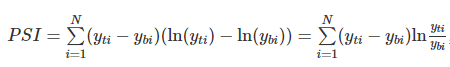 PSI = \sum_{i=1}^{N} (y_{ti} - y_{bi})(\ln(y_{ti}) - \ln(y_{bi})) = \sum_{i=1}^{N} (y_{ti} - y_{bi}) \ln \frac{y_{ti}}{y_{bi}}